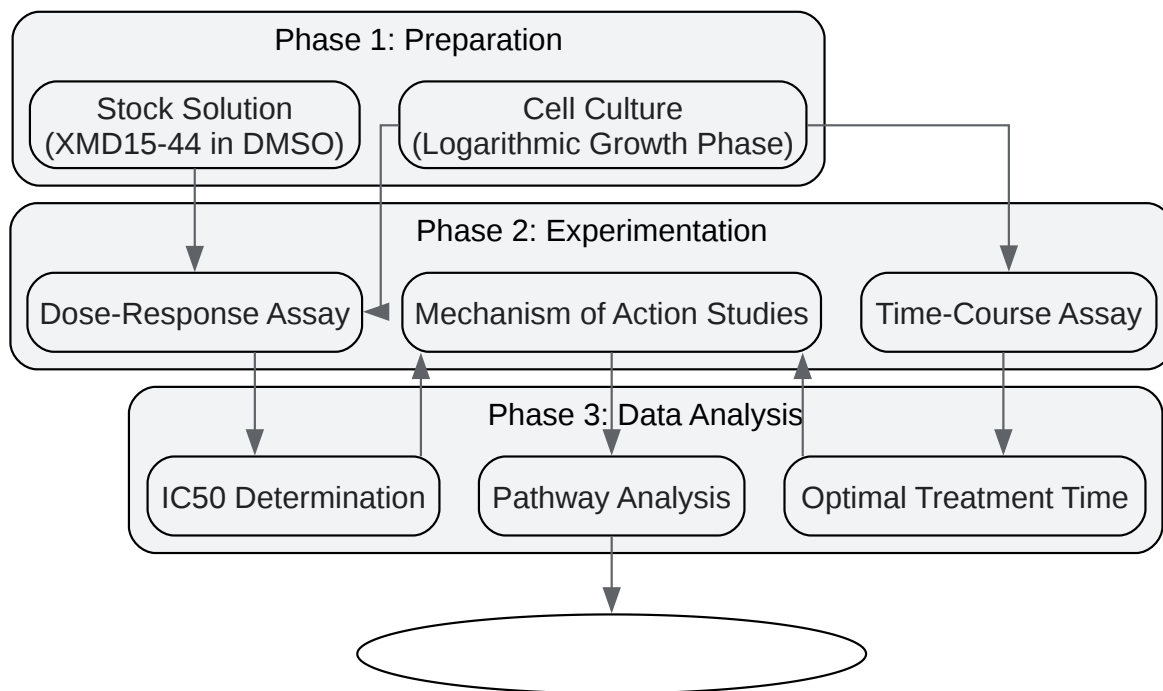 Phase 1: Preparation
Stock Solution
(XMD15-44 in DMSO)
Cell Culture
(Logarithmic Growth Phase)
Phase 2: Experimentation
Dose-Response Assay
Mechanism of Action Studies
Time-Course Assay
Phase 3: Data Analysis
IC50 Determination
Pathway Analysis
Optimal Treatment Time